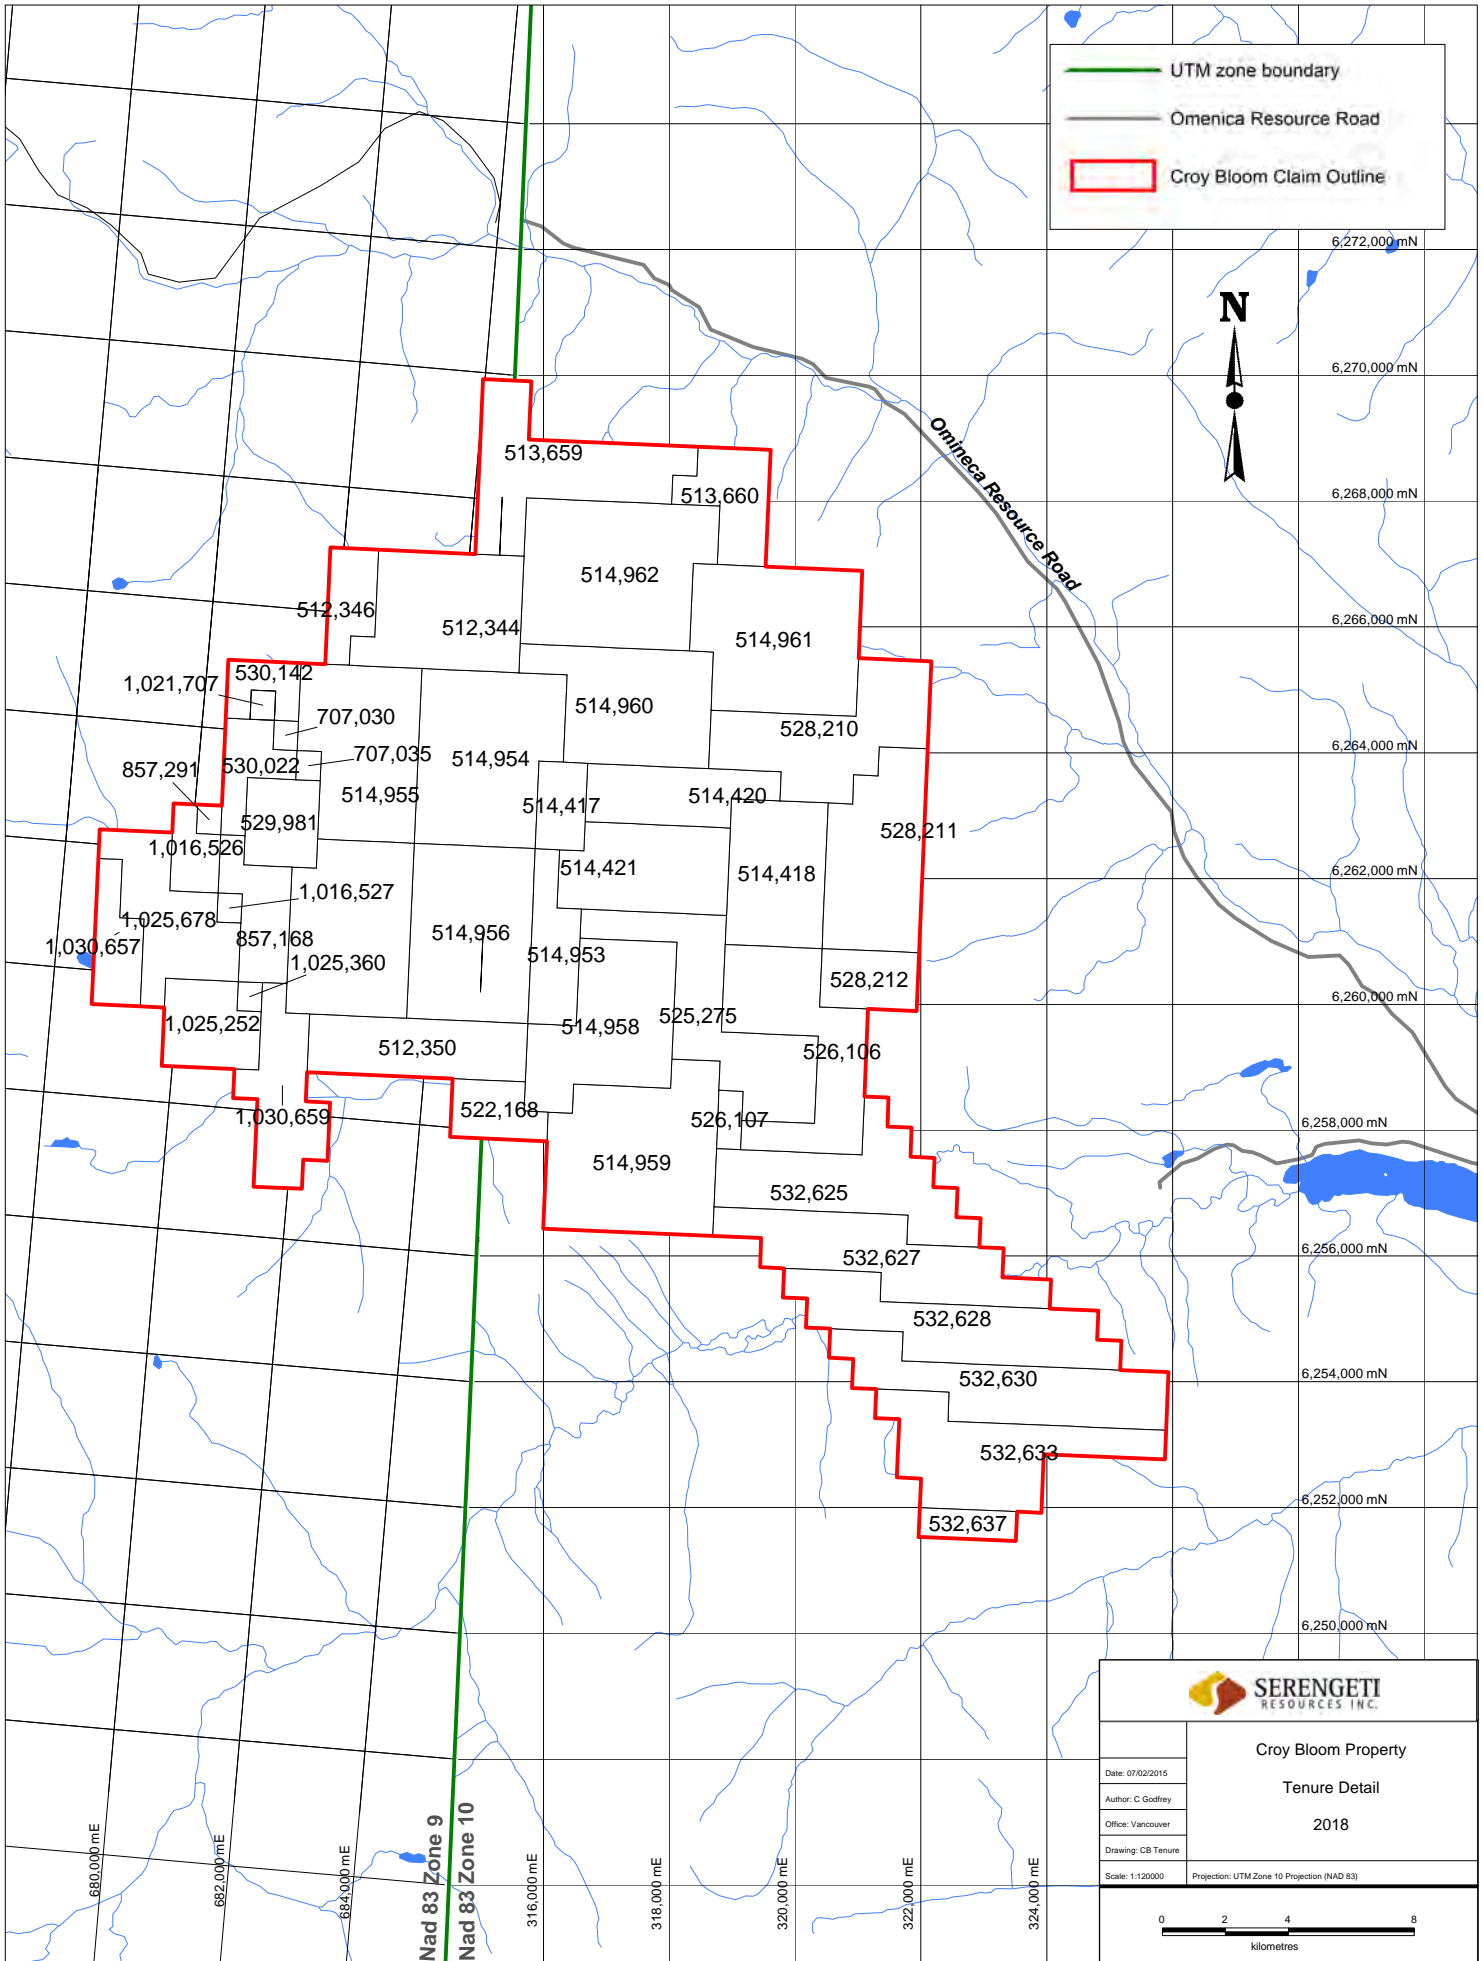 UTM zone boundary
Omenica Resource Road
Croy Bloom Claim Outline
6,272,000 mN
N
6,270,000 mN
Omineca Resource Road
513,659
513,660
6,268,000 mN
514,962
512,346
512,344
514,961
6,266,000 mN
530,142
1,021,707
514,960
707,030
528,210
707,035
514,954
6,264,000 mN
857,291
530,022
514,955
514,420
514,417
529,981
528,211
1,016,526
514,421
514,418
6,262,000 mN
1,016,527
1,025,678
514,956
857,168
1,030,657
514,953
1,025,360
528,212
6,260,000 mN
525,275
1,025,252
514,958
512,350
526,106
522,168
1,030,659
526,107
6,258,000 mN
514,959
532,625
532,627
6,256,000 mN
532,628
532,630
6,254,000 mN
532,633
6,252,000 mN
532,637
6,250,000 mN
680,000 mE
682,000 mE
684,000 mE
Nad 83 Zone 9
Nad 83 Zone 10
316,000 mE
318,000 mE
320,000 mE
322,000 mE
324,000 mE
SERENGETI
RESOURCES INC.
Croy Bloom Property
Tenure Detail
2018
Date: 07/02/2015
Author: C Godfrey
Office: Vancouver
Drawing: CB Tenure
Scale: 1:120000
Projection: UTM Zone 10 Projection (NAD 83)
0 2 4 8
kilometres